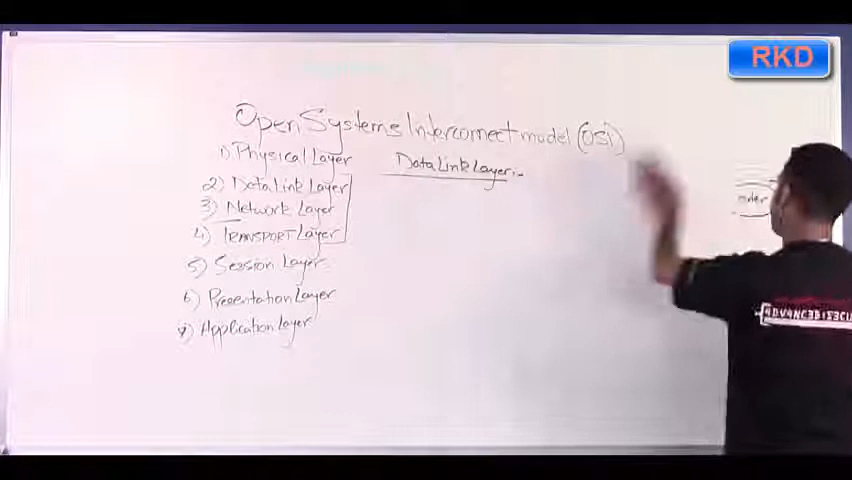 RKD
Open Systems Interconnect model (OSI)
1) Physical Layer
Data Link Layer:-
2) Data Link Layer
3) Network Layer
4) TRANSPORT Layer
5) Session Layer
6) Presentation Layer
7) Application Layer